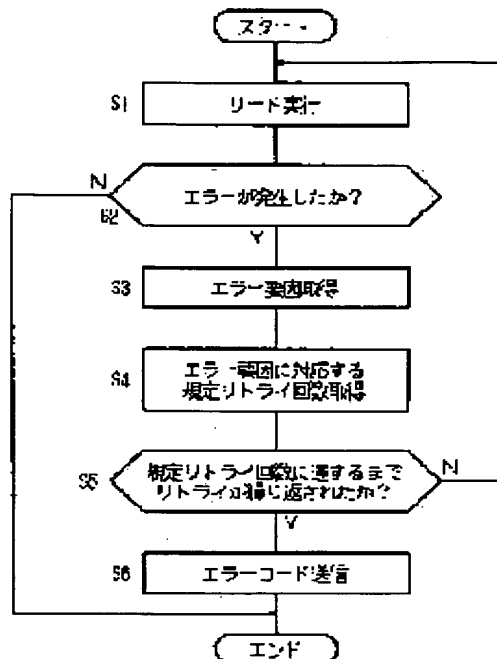 スタート
S1
リード実行
N
エラーが発生したか?
S2
Y
S3
エラー要因取得
S4
エラー要因に対応する
規定リトライ回数取得
規定リトライ回数に達するまで
N
S5
リトライが繰り返されたか?
Y
S6
エラーコード送信
エンド